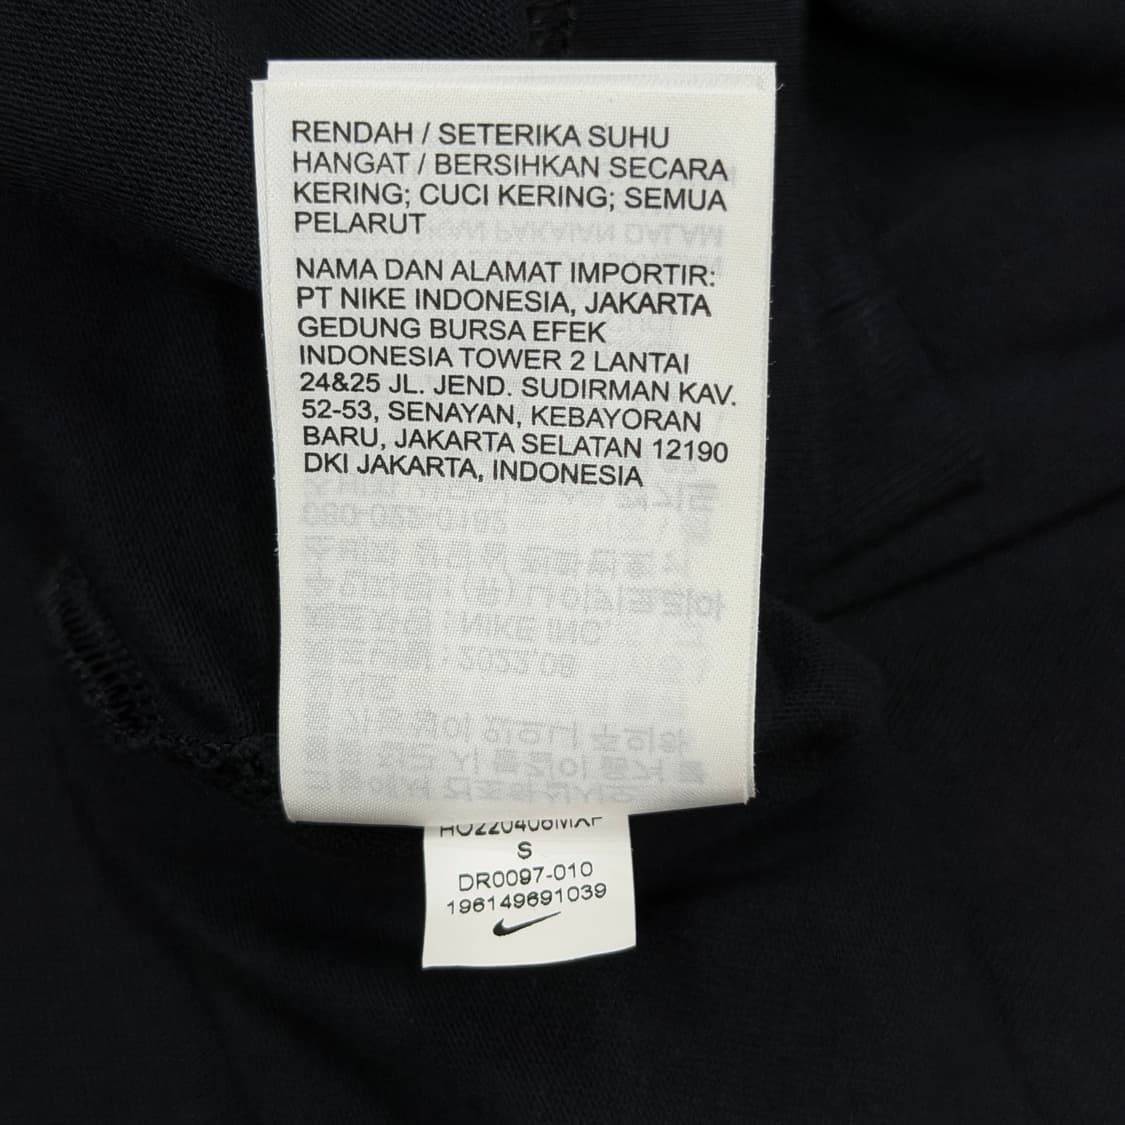 RENDAH / SETERIKA SUHU
HANGAT / BERSIHKAN SECARA
KERING; CUCI KERING; SEMUA
PELARUT
NAMA DAN ALAMAT IMPORTIR:
PT NIKE INDONESIA, JAKARTA
GEDUNG BURSA EFEK
INDONESIA TOWER 2 LANTAI
24&25 JL. JEND. SUDIRMAN KAV.
52-53, SENAYAN, KEBAYORAN
BARU, JAKARTA SELATAN 12190
DKI JAKARTA, INDONESIA
S
DR0097-010
196149691039